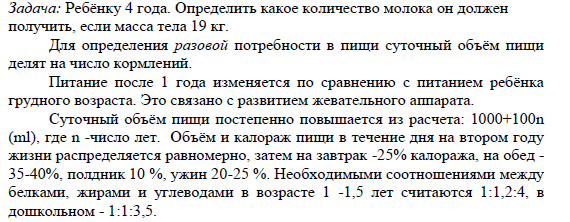 Задача: Ребёнку 4 года. Определить какое количество молока он должен
получить, если масса тела 19 кг.
Для определения разовой потребности в пищи суточный объём пищи
делят на число кормлений.
Питание после 1 года изменяется по сравнению с питанием ребёнка
грудного возраста. Это связано с развитием жевательного аппарата.
Суточный объём пищи постепенно повышается из расчета: 1000+100n
(ml), где n -число лет. Объём и калораж пищи в течение дня на втором году
жизни распределяется равномерно, затем на завтрак -25% калоража, на обед -
35-40%, полдник 10 %, ужин 20-25 %. Необходимыми соотношениями между
белками, жирами и углеводами в возрасте 1 -1,5 лет считаются 1:1,2:4, в
дошкольном - 1:1:3,5.